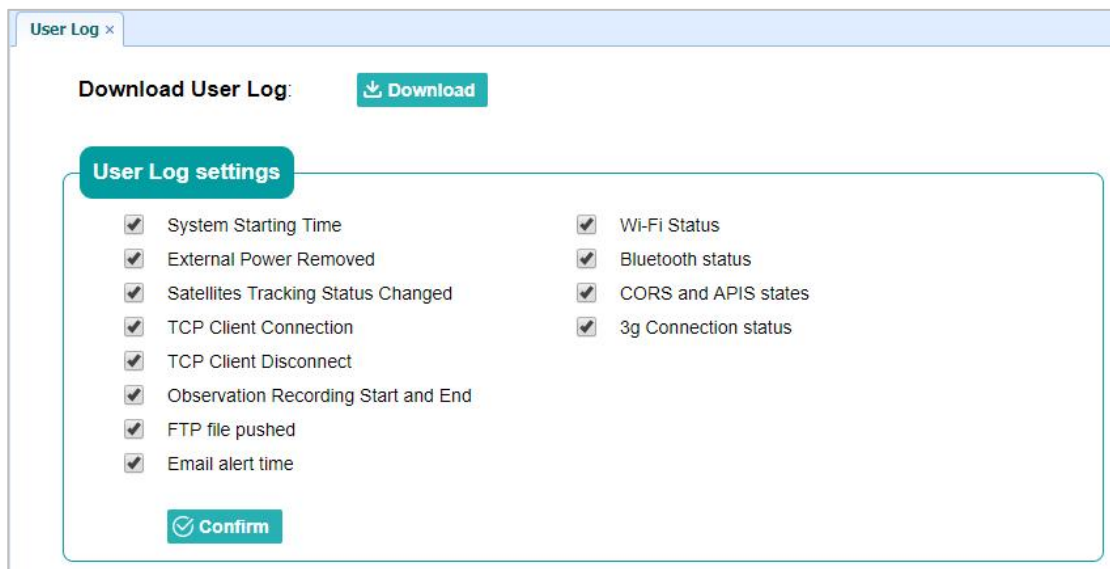 User Log ×
Download User Log: Download
User Log settings
System Starting Time
External Power Removed
Satellites Tracking Status Changed
TCP Client Connection
TCP Client Disconnect
Observation Recording Start and End
FTP file pushed
Email alert time
Wi-Fi Status
Bluetooth status
CORS and APIS states
3g Connection status
Confirm